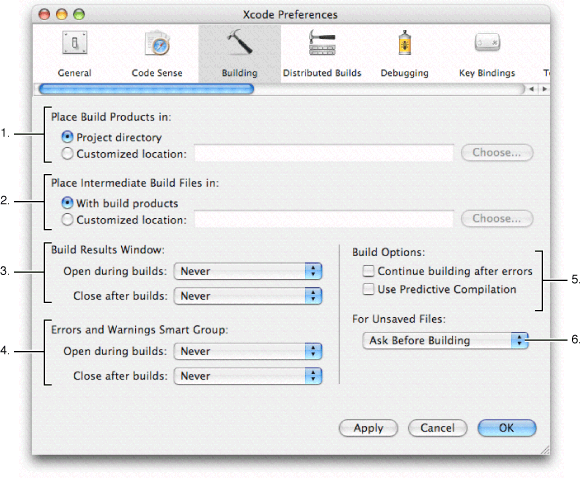 Xcode Preferences
General Code Sense Building Distributed Builds Debugging Key Bindings T
1. Place Build Products in:
Project directory
Customized location: Choose...
2. Place Intermediate Build Files in:
With build products
Customized location: Choose...
3. Build Results Window:
Open during builds: Never
Close after builds: Never
4. Errors and Warnings Smart Group:
Open during builds: Never
Close after builds: Never
5. Build Options:
Continue building after errors
Use Predictive Compilation
6. For Unsaved Files:
Ask Before Building
Apply Cancel OK